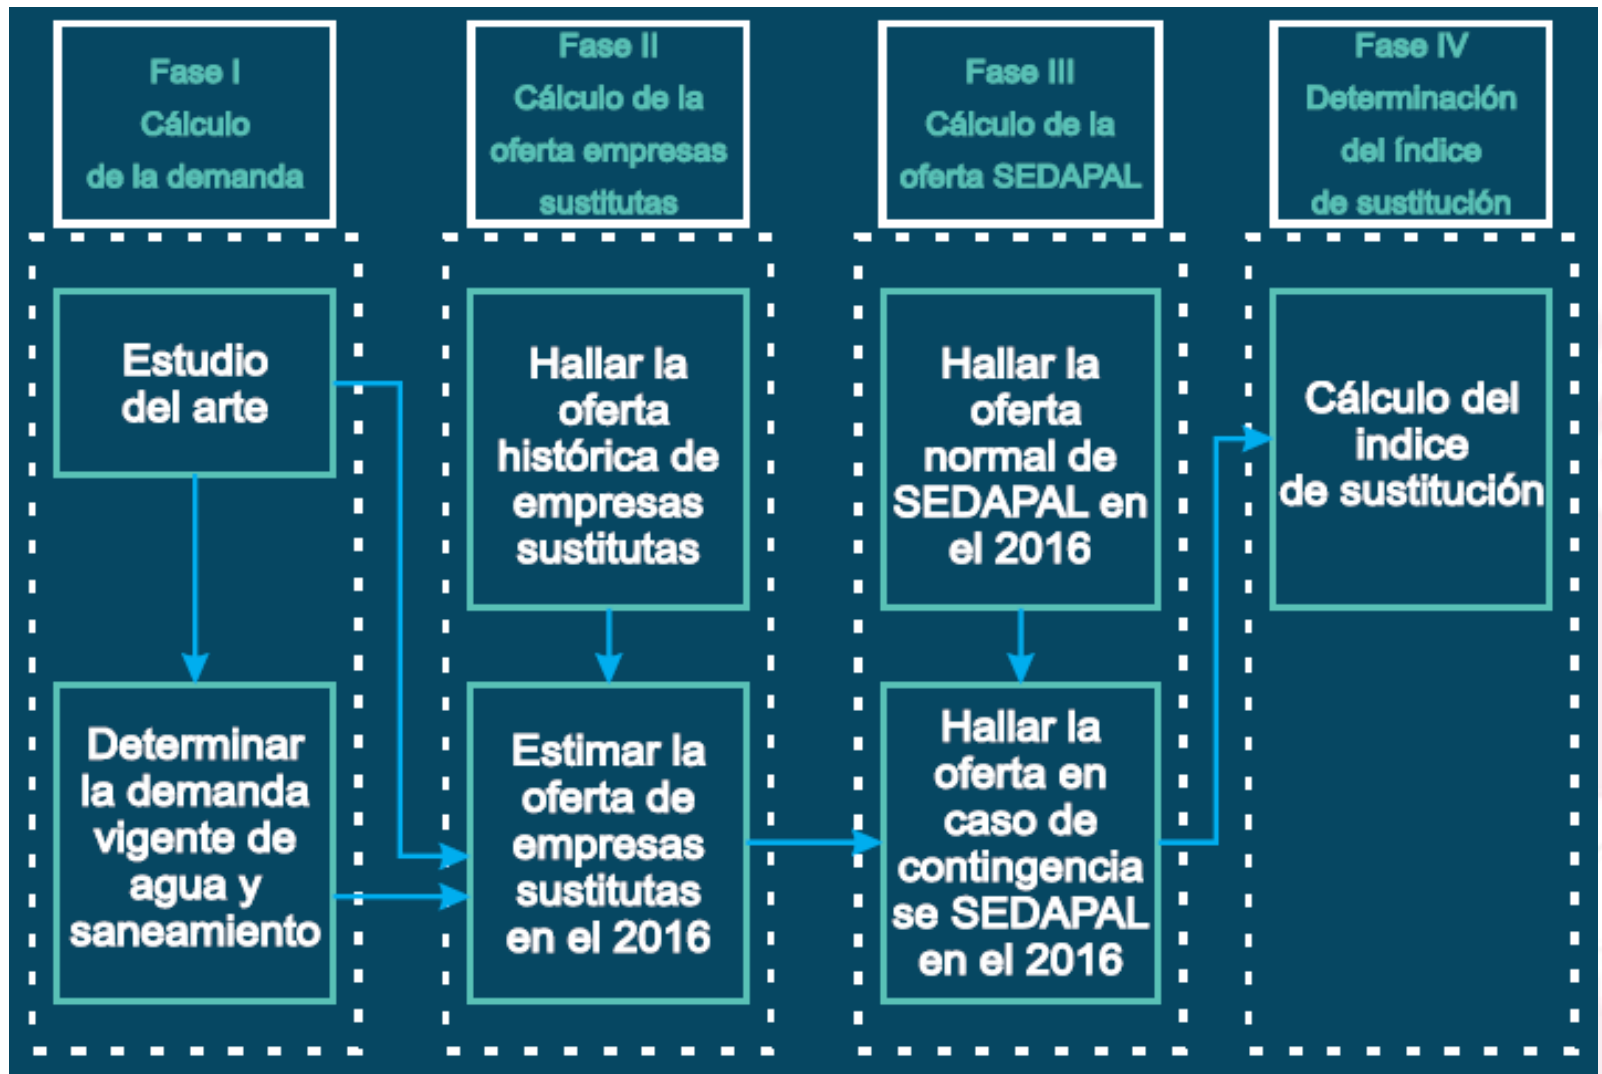 Fase I
Cálculo
de la demanda
Fase II
Cálculo de la
oferta empresas
sustitutas
Fase III
Cálculo de la
oferta SEDAPAL
Fase IV
Determinación
del índice
de sustitución
Estudio
del arte
Determinar
la demanda
vigente de
agua y
saneamiento
Hallar la
oferta
histórica de
empresas
sustitutas
Estimar la
oferta de
empresas
sustitutas
en el 2016
Hallar la
oferta
normal de
SEDAPAL en
el 2016
Hallar la
oferta en
caso de
contingencia
se SEDAPAL
en el 2016
Cálculo del
indice
de sustitución